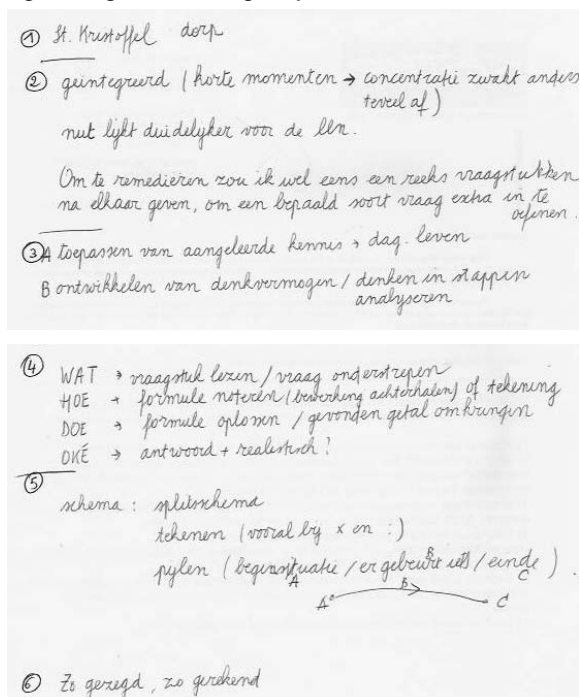 ① St. Kristoffel dorp
② geïntegreerd (korte momenten → concentratie zwakt anders
teveel af)
nut lijkt duidelijker voor de lln.
Om te remediëren zou ik wel eens een reeks vraagstukken
na elkaar geven, om een bepaald soort vraag extra in te
oefenen.
③ A toepassen van aangeleerde kennis → dag. leven
B ontwikkelen van denkvermogen / denken in stappen
analyseren
④ WAT → vraagstuk lezen / vraag onderstrepen
HOE → formule noteren (bewerking achterhalen) of tekening
DOE → formule oplossen / gevonden getal omkringen
OKÉ → antwoord + realistisch?
⑤
schema: splitsschema
tekenen (vooral bij x en :)
pijlen (beginsituatie / er gebeurt iets / einde).
A B C
A B C
⑥ Zo gezegd, zo gerekend